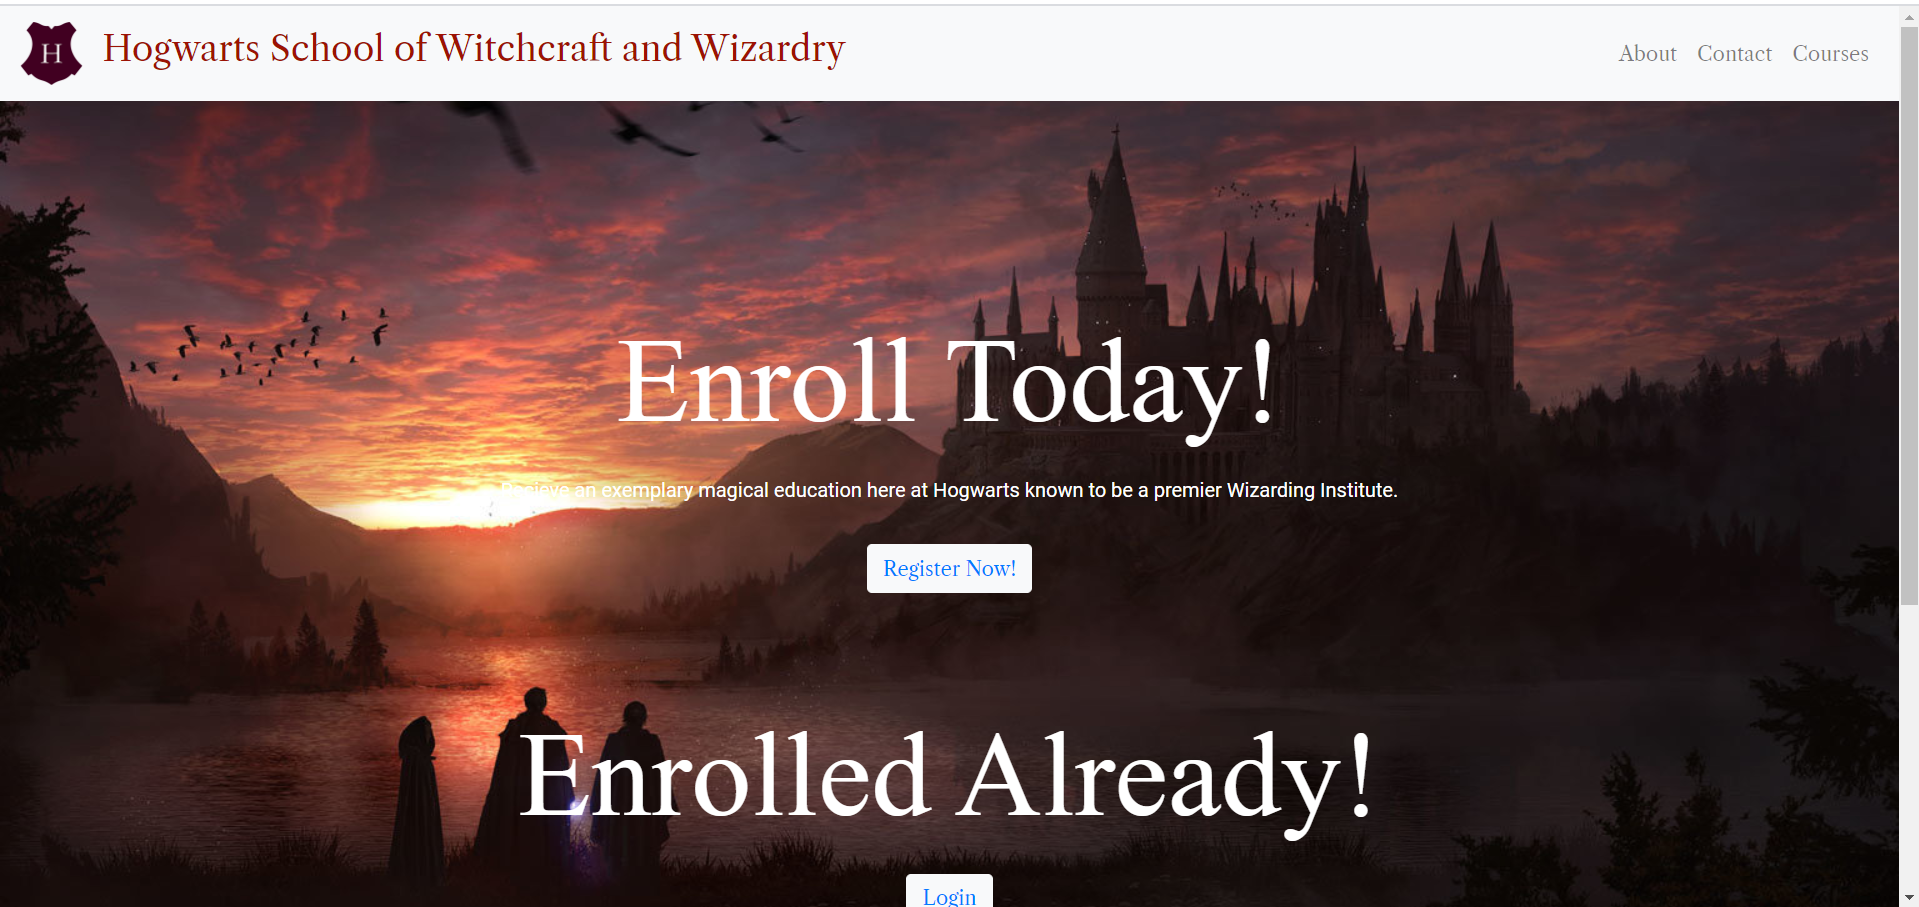 H
Hogwarts School of Witchcraft and Wizardry
About Contact Courses
Enroll Today!
Recieve an exemplary magical education here at Hogwarts known to be a premier Wizarding Institute.
Register Now!
Enrolled Already!
Login